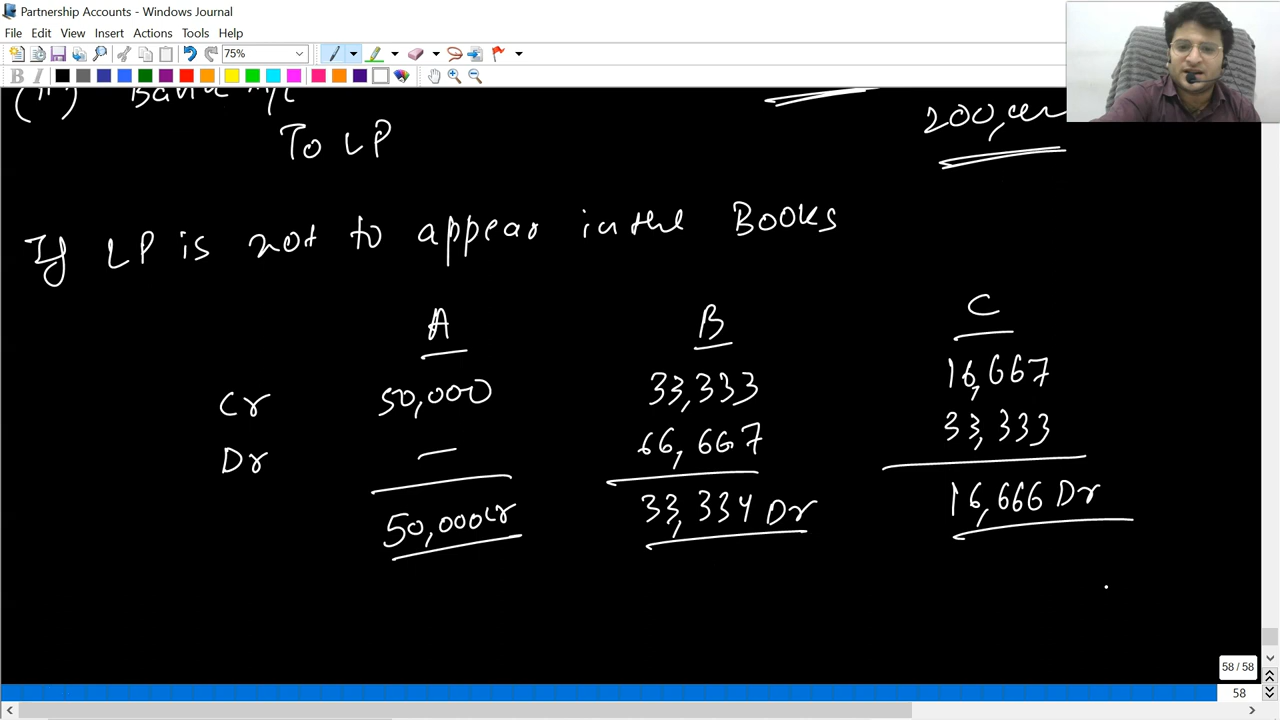 Partnership Accounts - Windows Journal
File Edit View Insert Actions Tools Help
75%
B I
To LP
If LP is not to appear in the Books
A B C
Cr 50,000 33,333 16,667
Dr — 66,667 33,333
50,000 Cr 33,334 Dr 16,666 Dr
58 / 58
58